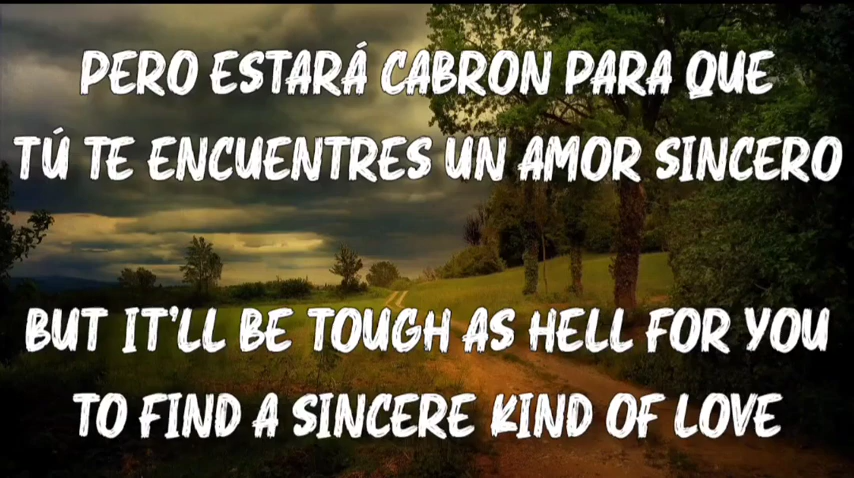 PERO ESTARÁ CABRON PARA QUE
TÚ TE ENCUENTRES UN AMOR SINCERO
BUT IT'LL BE TOUGH AS HELL FOR YOU
TO FIND A SINCERE KIND OF LOVE